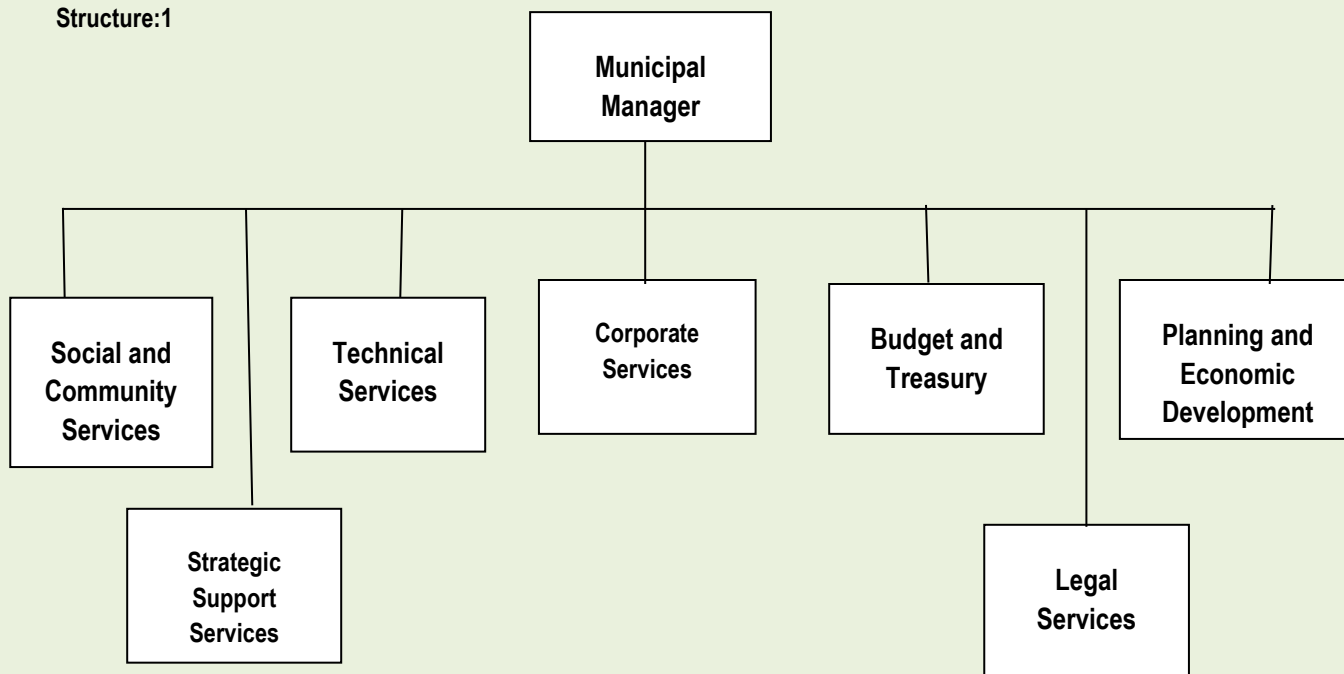 Structure:1
Municipal
Manager
Social and
Community
Services
Technical
Services
Corporate
Services
Budget and
Treasury
Planning and
Economic
Development
Strategic
Support
Services
Legal
Services